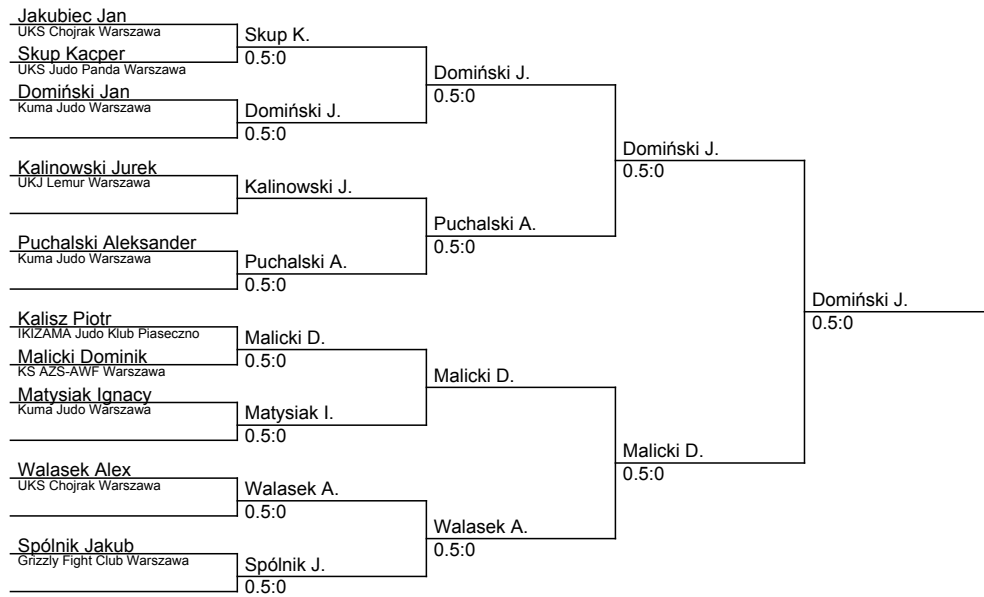 Jakubiec Jan
UKS Chojrak Warszawa
Skup Kacper
UKS Judo Panda Warszawa
Domiński Jan
Kuma Judo Warszawa
Kalinowski Jurek
UKJ Lemur Warszawa
Puchalski Aleksander
Kuma Judo Warszawa
Kalisz Piotr
IKIZAMA Judo Klub Piaseczno
Malicki Dominik
KS AZS-AWF Warszawa
Matysiak Ignacy
Kuma Judo Warszawa
Walasek Alex
UKS Chojrak Warszawa
Spólnik Jakub
Grizzly Fight Club Warszawa
Skup K.
0.5:0
Domiński J.
0.5:0
Kalinowski J.
Puchalski A.
0.5:0
Malicki D.
0.5:0
Matysiak I.
0.5:0
Walasek A.
0.5:0
Spólnik J.
0.5:0
Domiński J.
0.5:0
Puchalski A.
0.5:0
Malicki D.
Walasek A.
0.5:0
Domiński J.
0.5:0
Malicki D.
0.5:0
Domiński J.
0.5:0